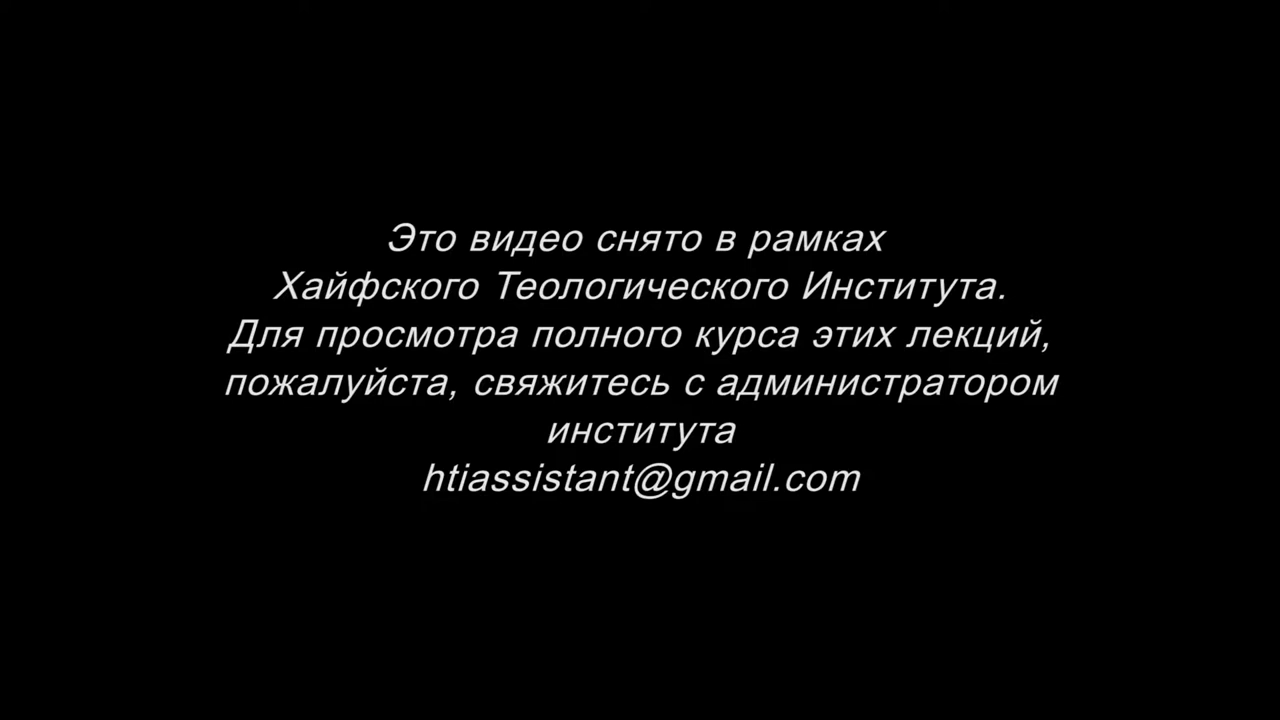 Это видео снято в рамках
Хайфского Теологического Института.
Для просмотра полного курса этих лекций,
пожалуйста, свяжитесь с администратором
института
htiassistant@gmail.com